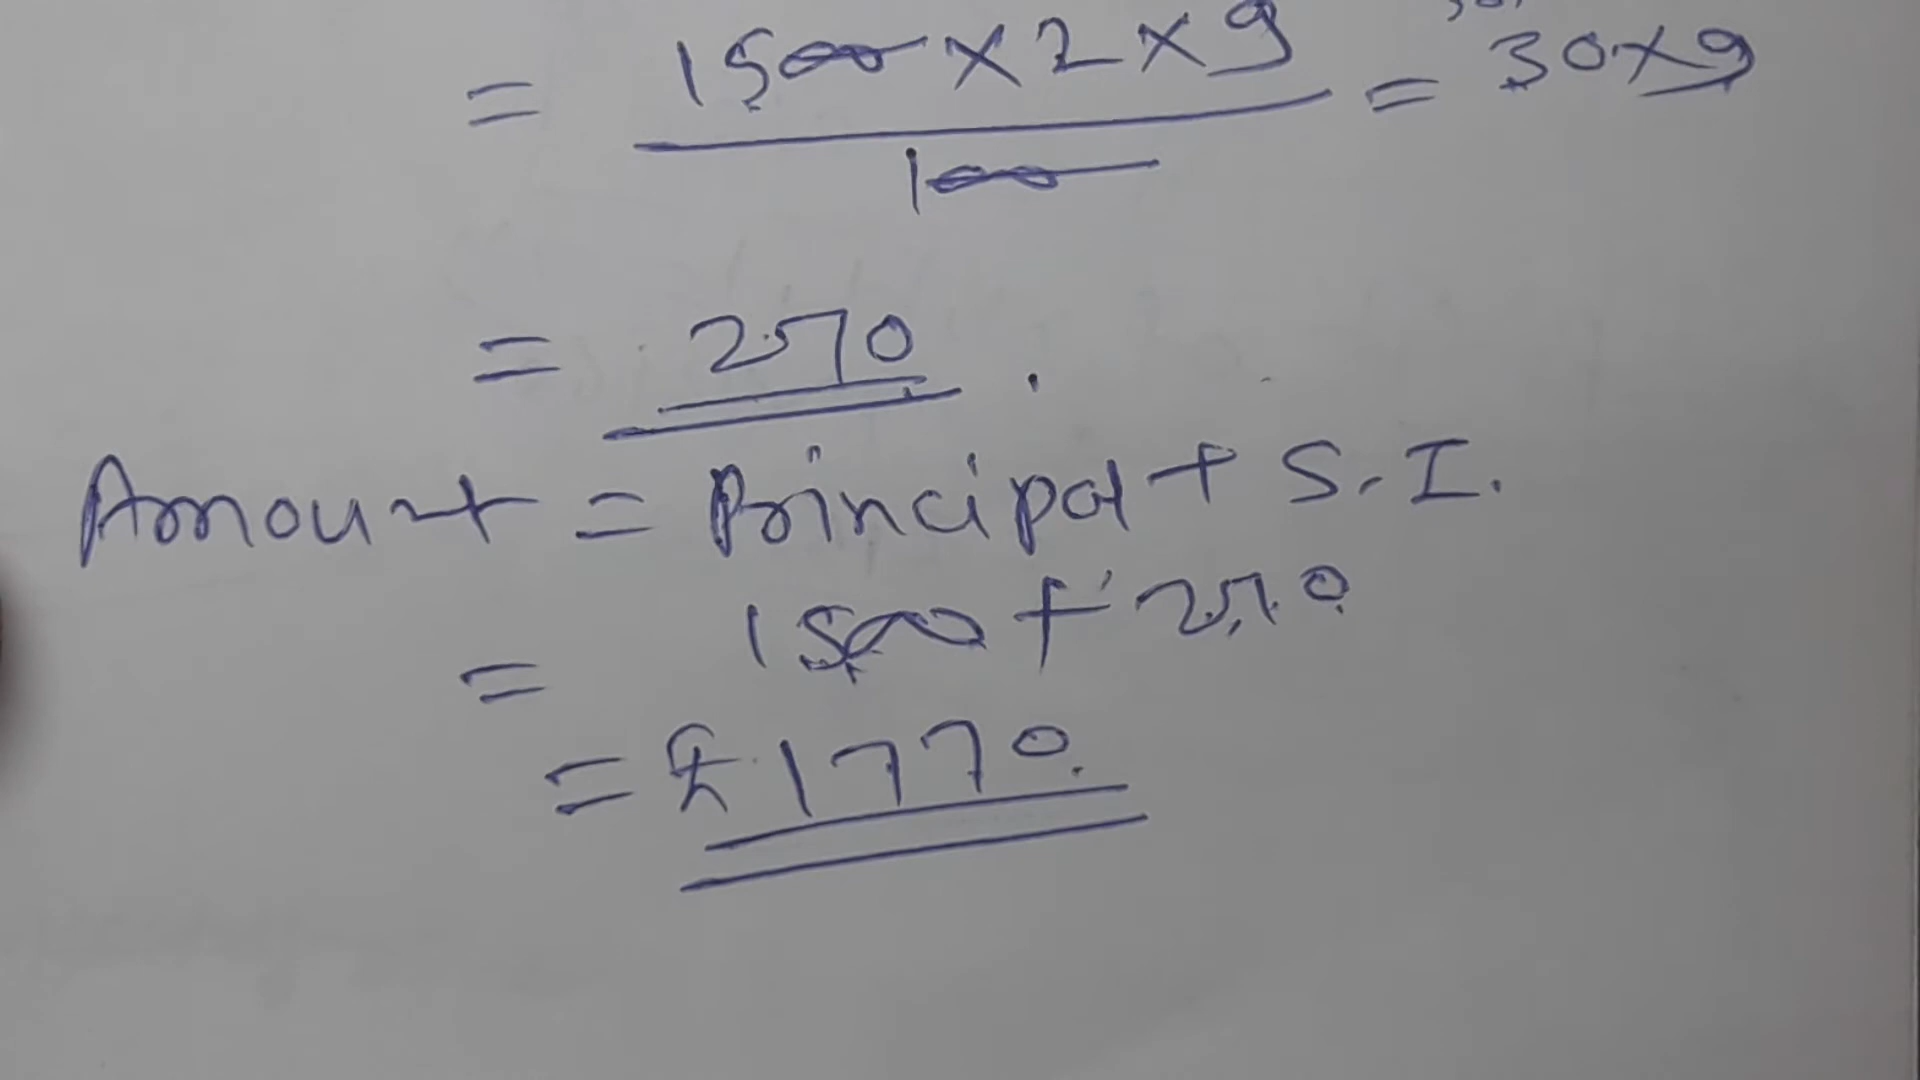 = 1500 × 2 × 9 / 100 = 30×9
= 270.
Amount = Principal + S.I.
= 1500 + 270
= ₹1770.